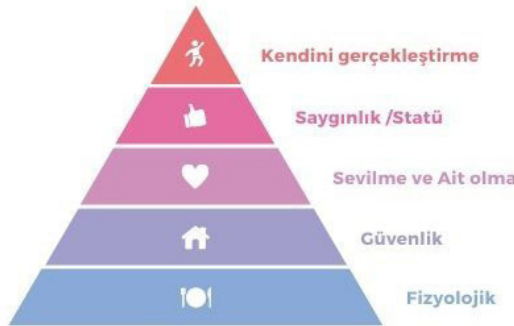 Kendini gerçekleştirme
Saygınlık /Statü
Sevilme ve Ait olma
Güvenlik
Fizyolojik